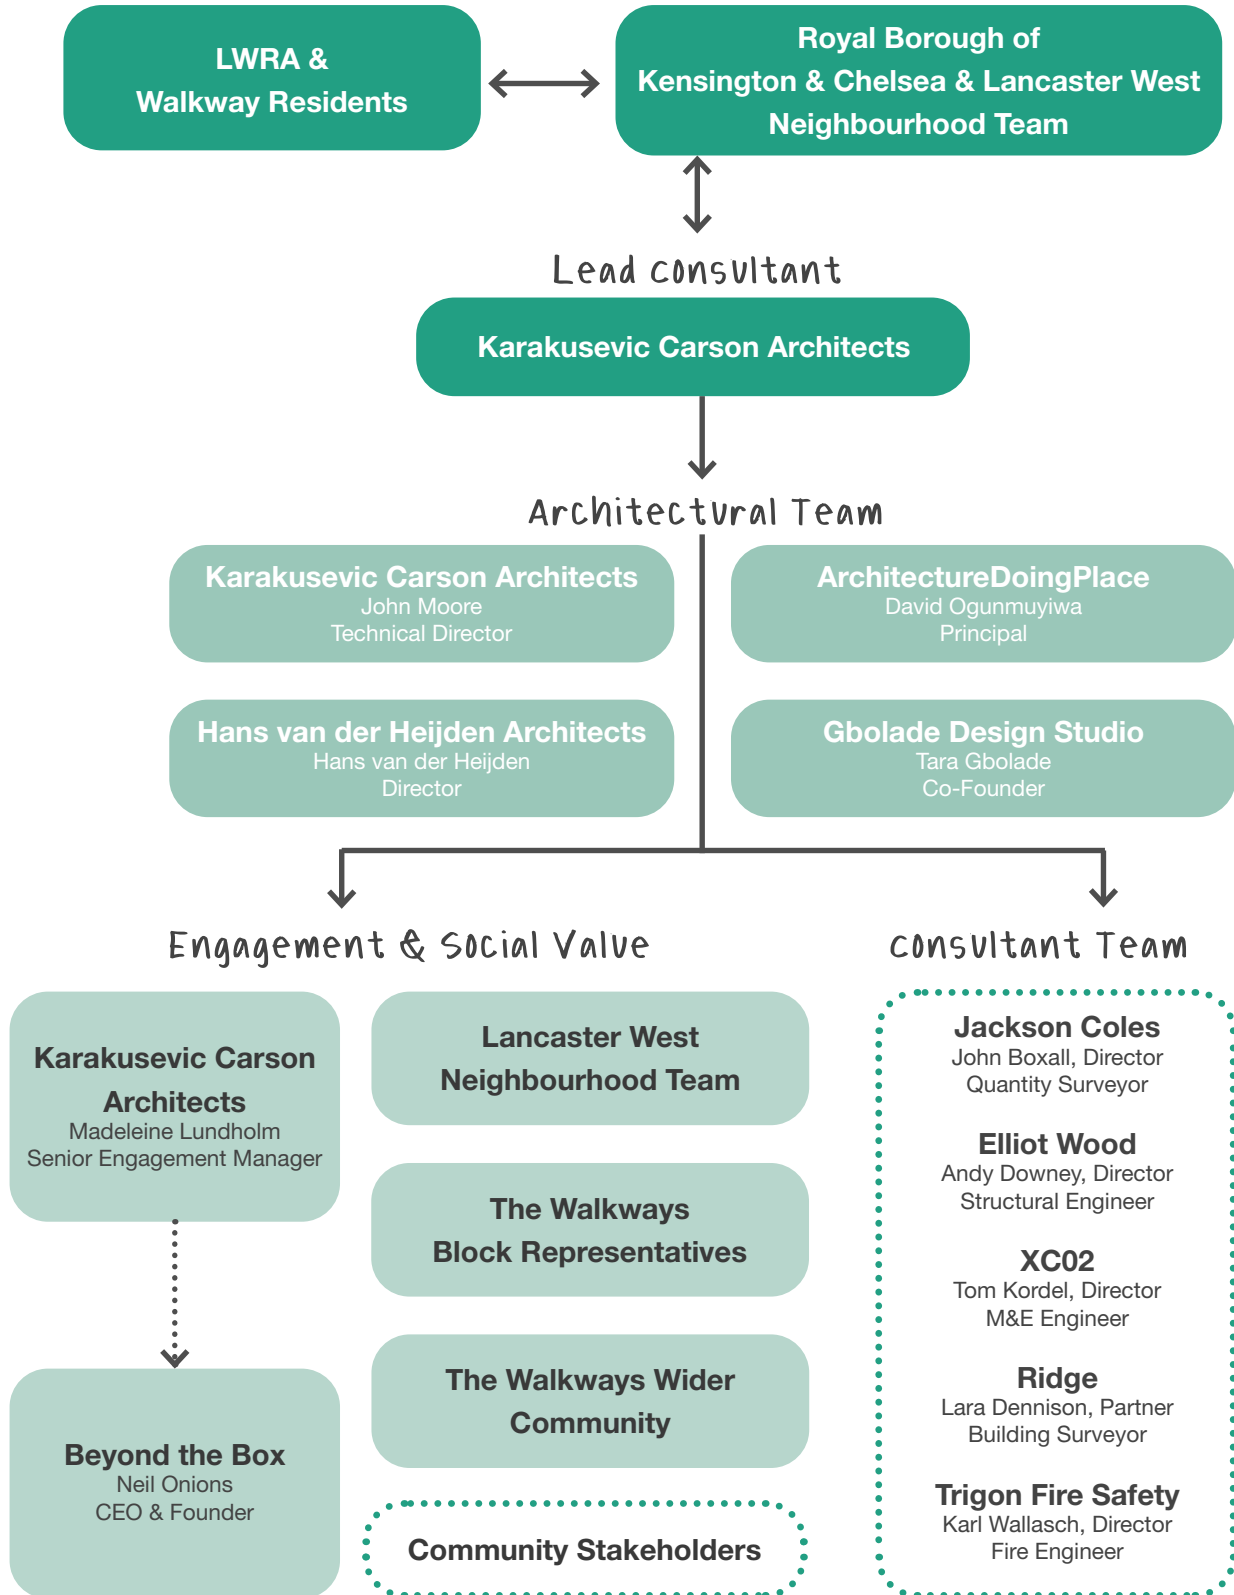 LWRA &
Walkway Residents
Royal Borough of
Kensington & Chelsea & Lancaster West
Neighbourhood Team
Lead consultant
Karakusevic Carson Architects
Architectural Team
Karakusevic Carson Architects
John Moore
Technical Director
ArchitectureDoingPlace
David Ogunmuyiwa
Principal
Hans van der Heijden Architects
Hans van der Heijden
Director
Gbolade Design Studio
Tara Gbolade
Co-Founder
Engagement & Social Value
Karakusevic Carson
Architects
Madeleine Lundholm
Senior Engagement Manager
Beyond the Box
Neil Onions
CEO & Founder
Lancaster West
Neighbourhood Team
The Walkways
Block Representatives
The Walkways Wider
Community
Community Stakeholders
consultant Team
Jackson Coles
John Boxall, Director
Quantity Surveyor
Elliot Wood
Andy Downey, Director
Structural Engineer
XC02
Tom Kordel, Director
M&E Engineer
Ridge
Lara Dennison, Partner
Building Surveyor
Trigon Fire Safety
Karl Wallasch, Director
Fire Engineer